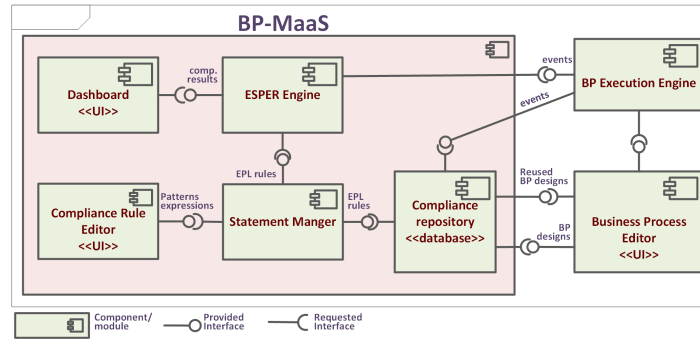 BP-MaaS
Dashboard
<<UI>>
comp.
results
ESPER Engine
events
BP Execution Engine
events
EPL rules
Compliance Rule
Editor
<<UI>>
Patterns
expressions
Statement Manger
EPL
rules
Compliance
repository
<<database>>
Reused
BP designs
BP
designs
Business Process
Editor
<<UI>>
Component/
module
Provided
Interface
Requested
Interface